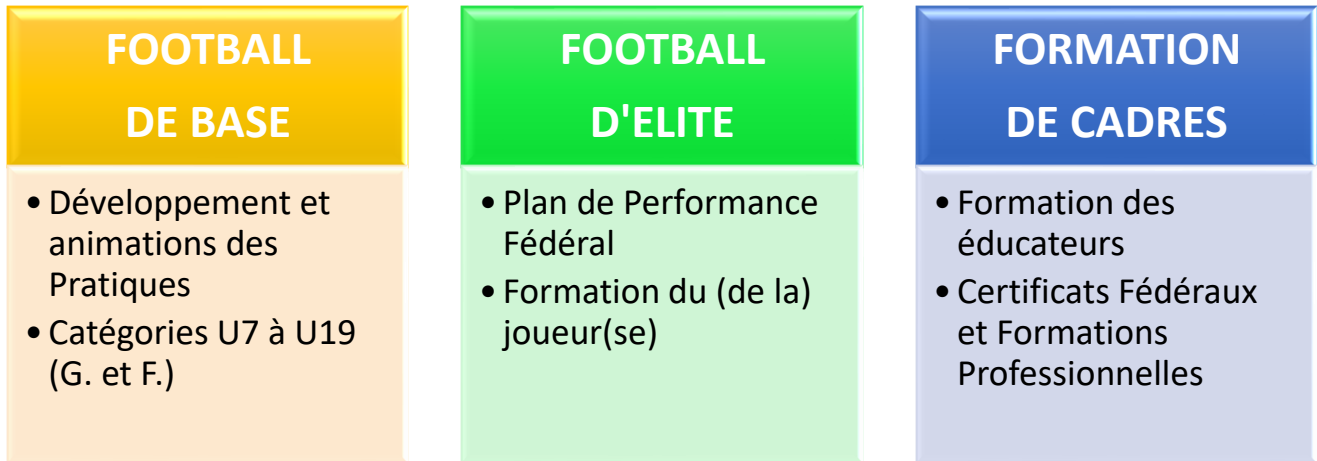 FOOTBALL
DE BASE
• Développement et
animations des
Pratiques
• Catégories U7 à U19
(G. et F.)
FOOTBALL
D'ELITE
• Plan de Performance
Fédéral
• Formation du (de la)
joueur(se)
FORMATION
DE CADRES
• Formation des
éducateurs
• Certificats Fédéraux
et Formations
Professionnelles